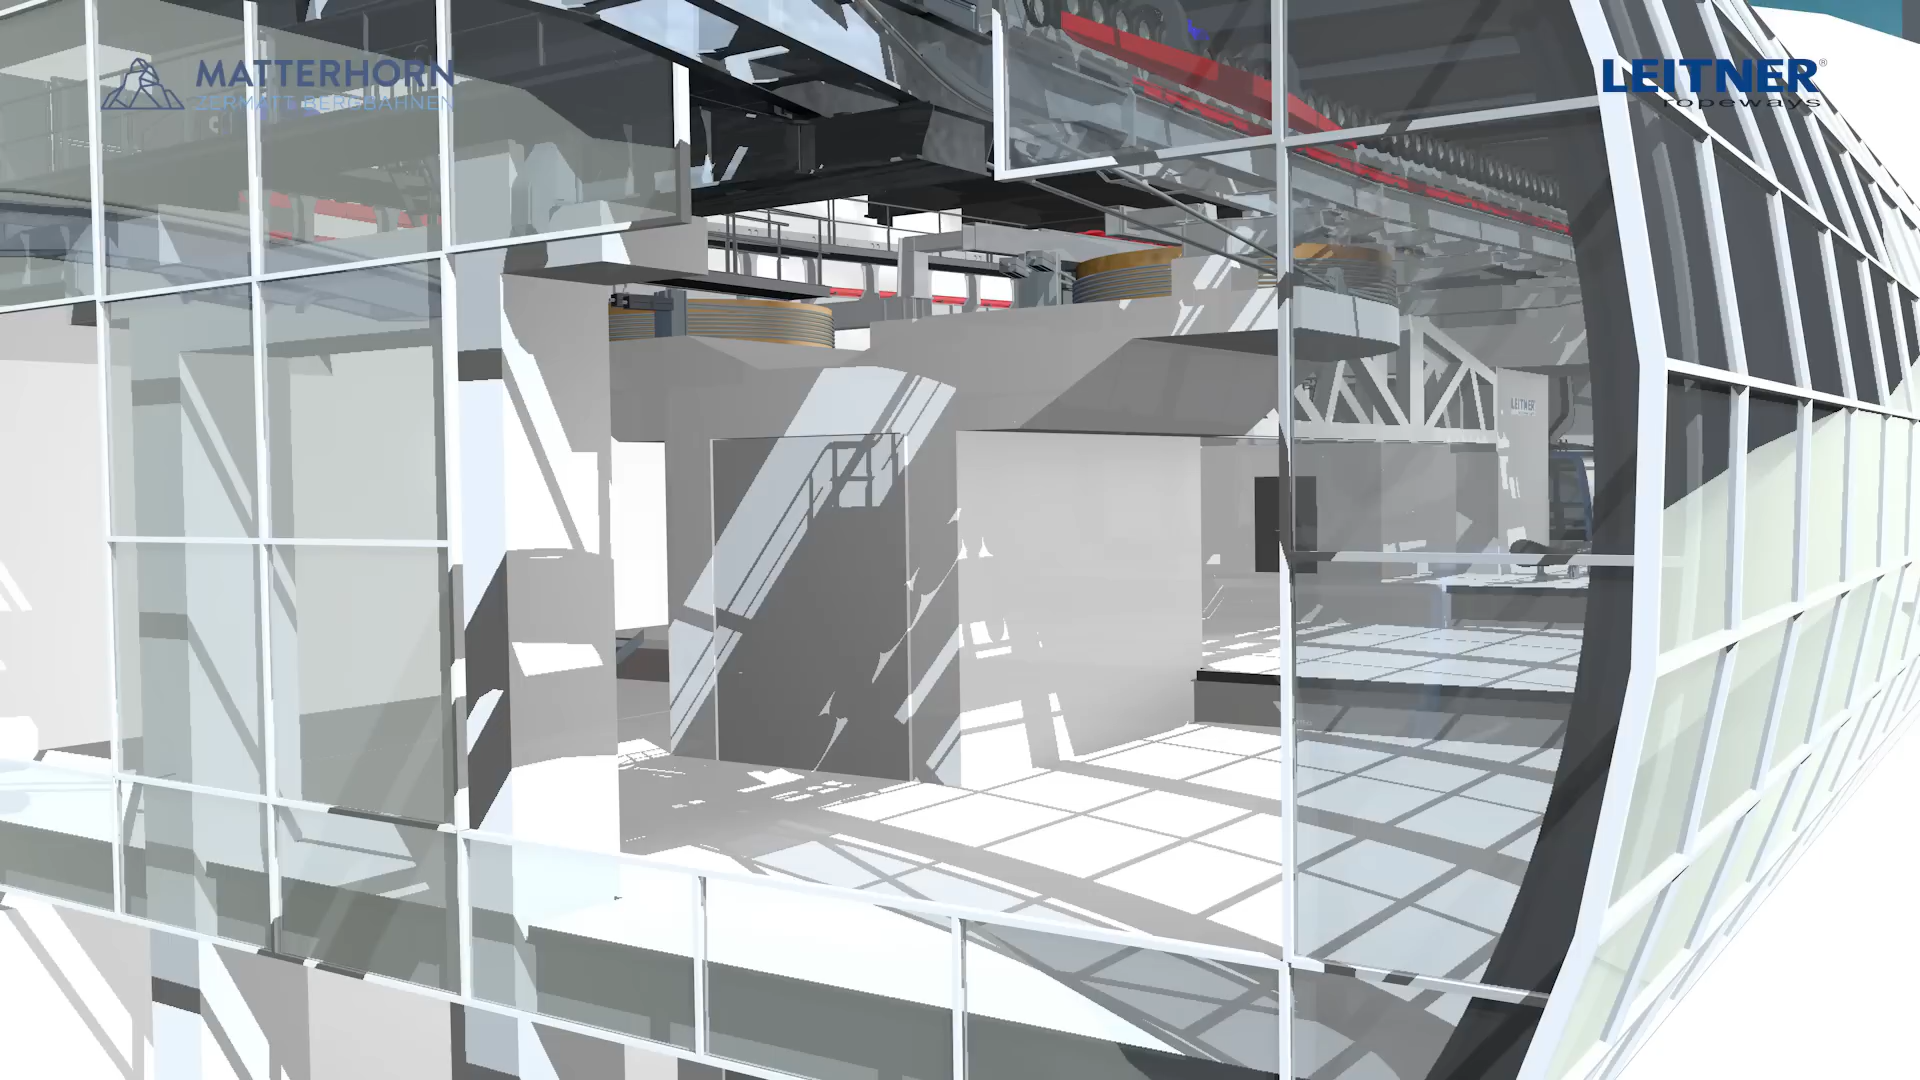 MATTERHORN
ZERMATT BERGBAHNEN
LEITNER®
ropeways
LEITNER